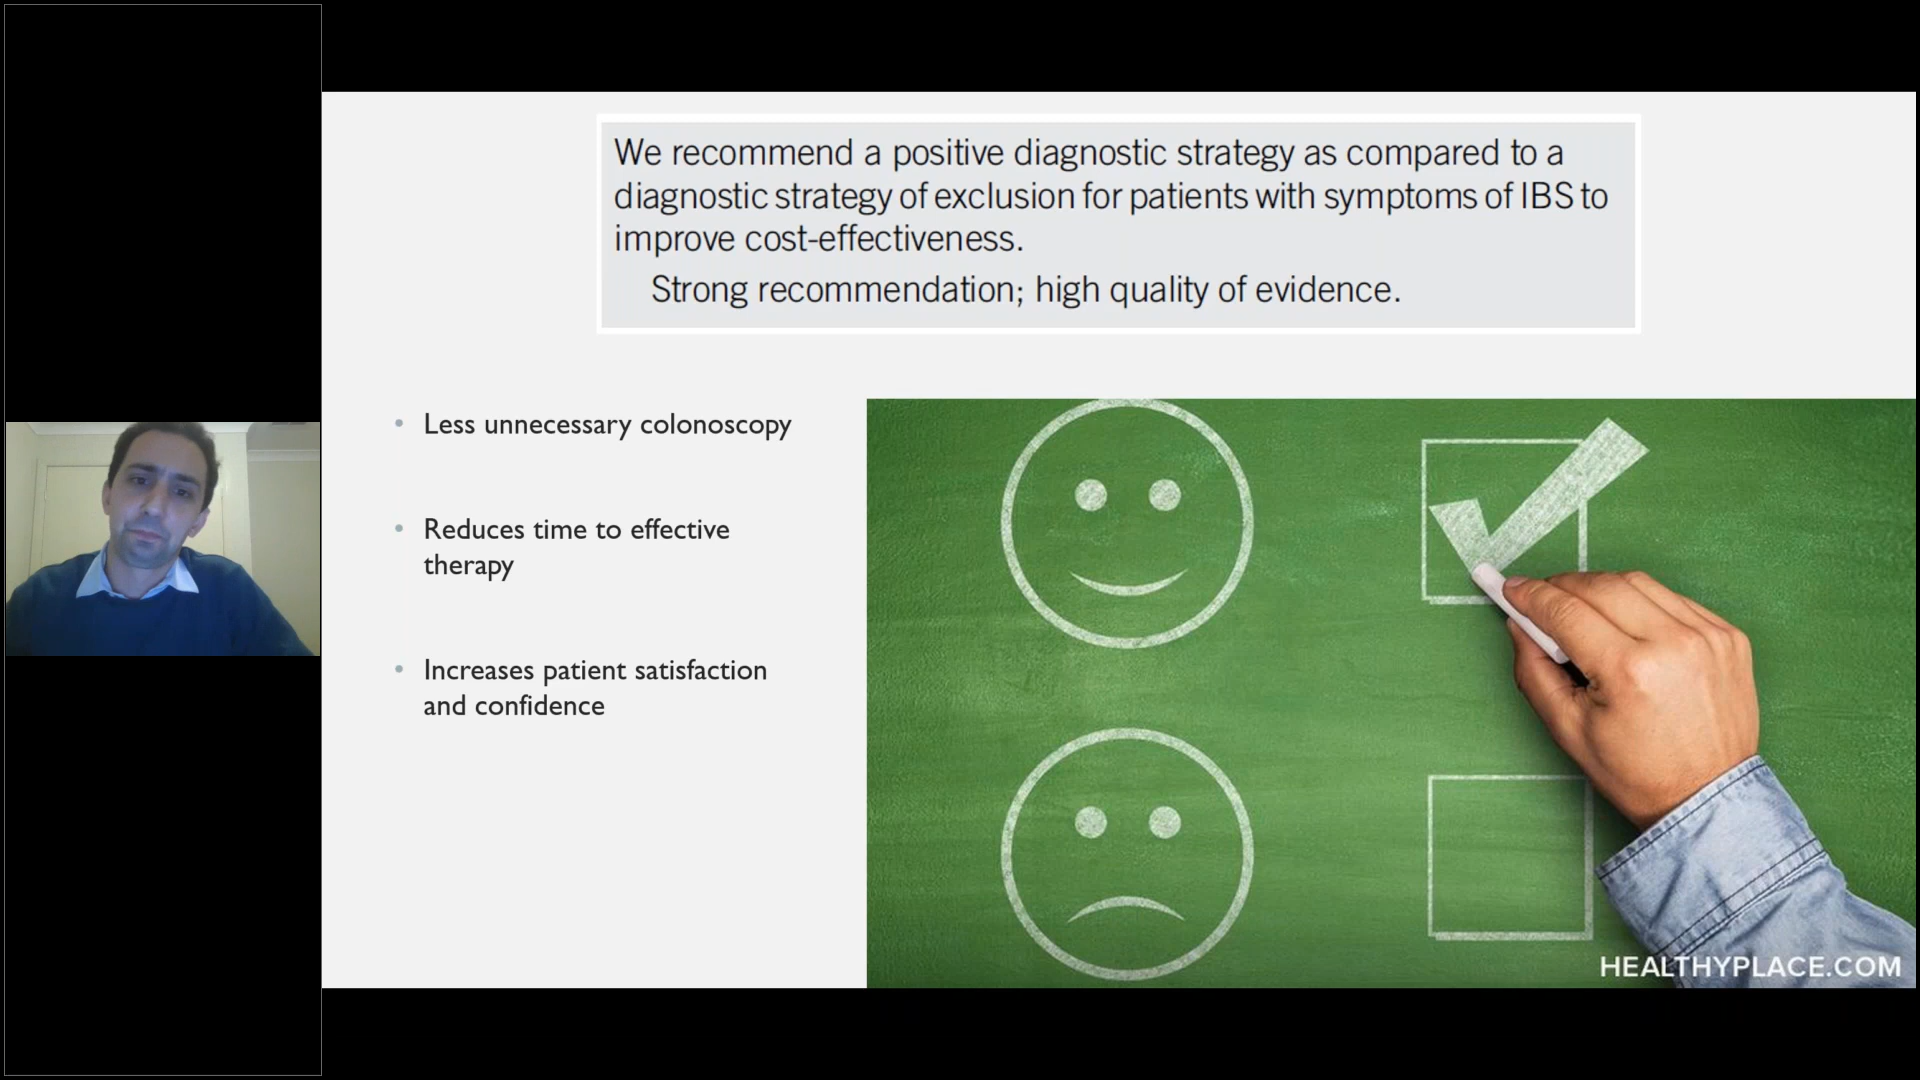 We recommend a positive diagnostic strategy as compared to a
diagnostic strategy of exclusion for patients with symptoms of IBS to
improve cost-effectiveness.
Strong recommendation; high quality of evidence.
• Less unnecessary colonoscopy
• Reduces time to effective
therapy
• Increases patient satisfaction
and confidence
HEALTHYPLACE.COM